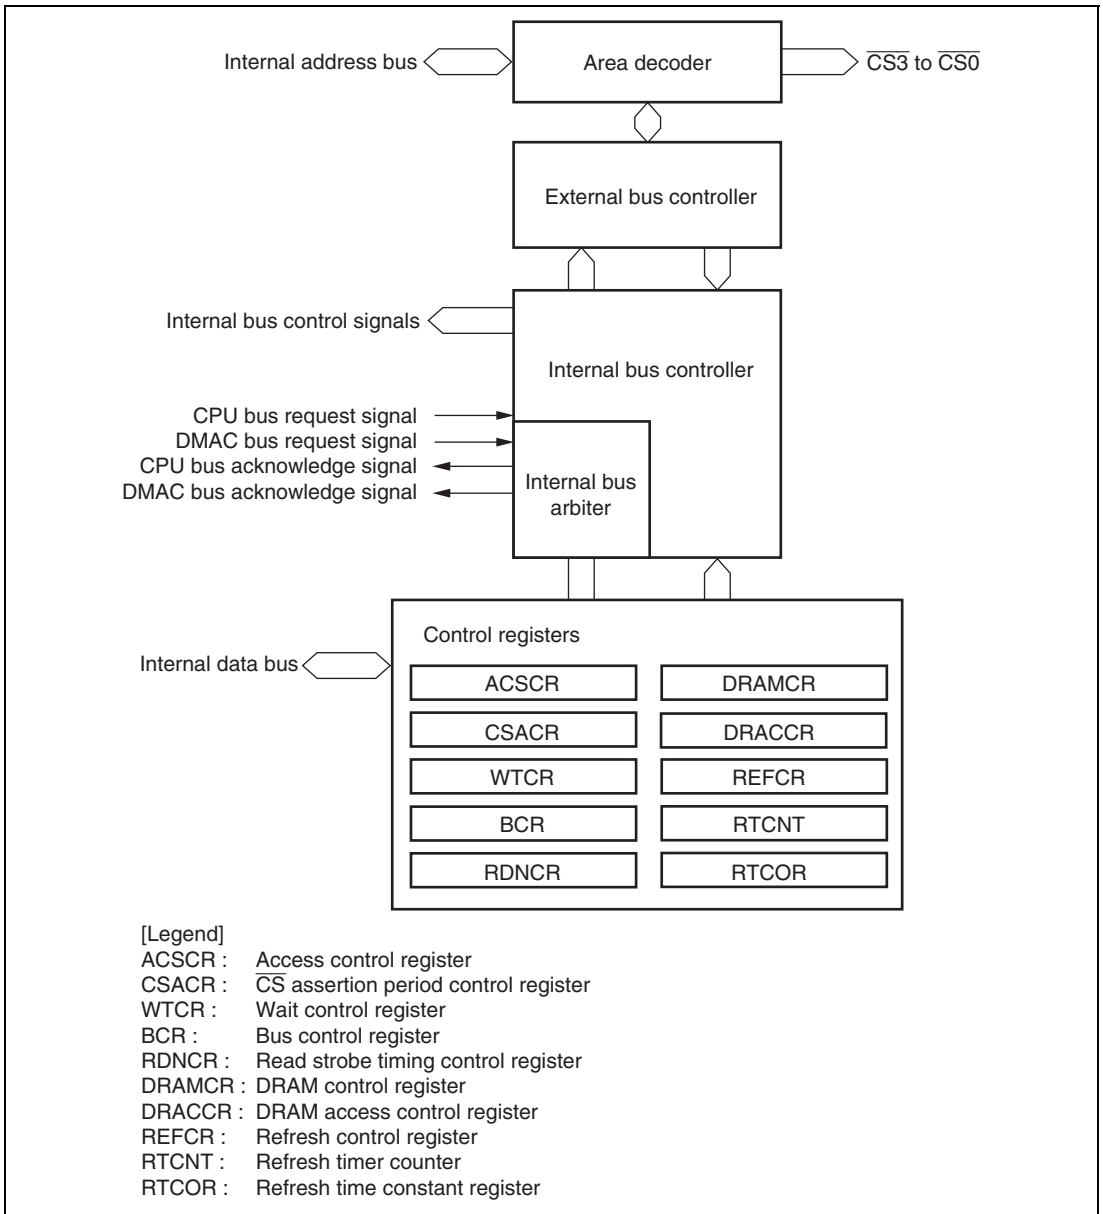 Internal address bus
Area decoder
C̅S̅3̅ to C̅S̅0̅
External bus controller
Internal bus control signals
Internal bus controller
CPU bus request signal
DMAC bus request signal
CPU bus acknowledge signal
DMAC bus acknowledge signal
Internal bus
arbiter
Control registers
Internal data bus
ACSCR DRAMCR
CSACR DRACCR
WTCR REFCR
BCR RTCNT
RDNCR RTCOR
[Legend]
ACSCR : Access control register
CSACR : C̅S̅ assertion period control register
WTCR : Wait control register
BCR : Bus control register
RDNCR : Read strobe timing control register
DRAMCR : DRAM control register
DRACCR : DRAM access control register
REFCR : Refresh control register
RTCNT : Refresh timer counter
RTCOR : Refresh time constant register